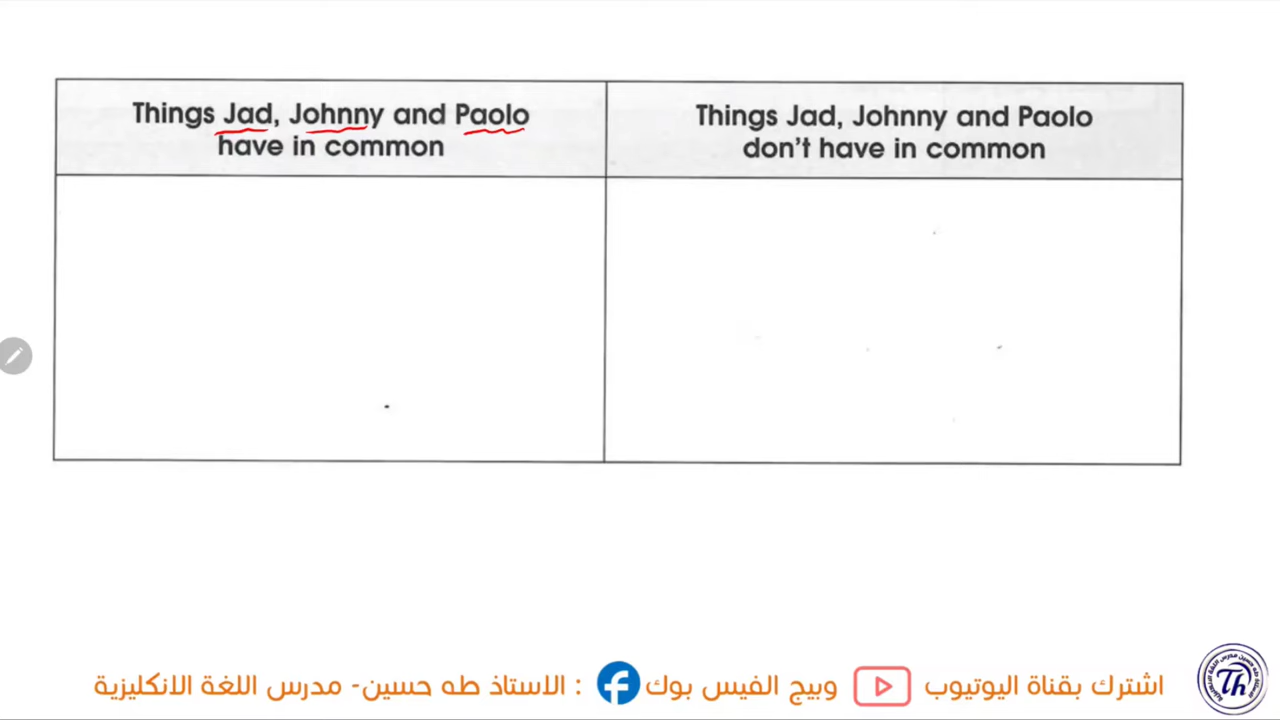 Things Jad, Johnny and Paolo
have in common
Things Jad, Johnny and Paolo
don't have in common
اشترك بقناة اليوتيوب وبيج الفيس بوك : الاستاذ طه حسين- مدرس اللغة الانكليزية
Th